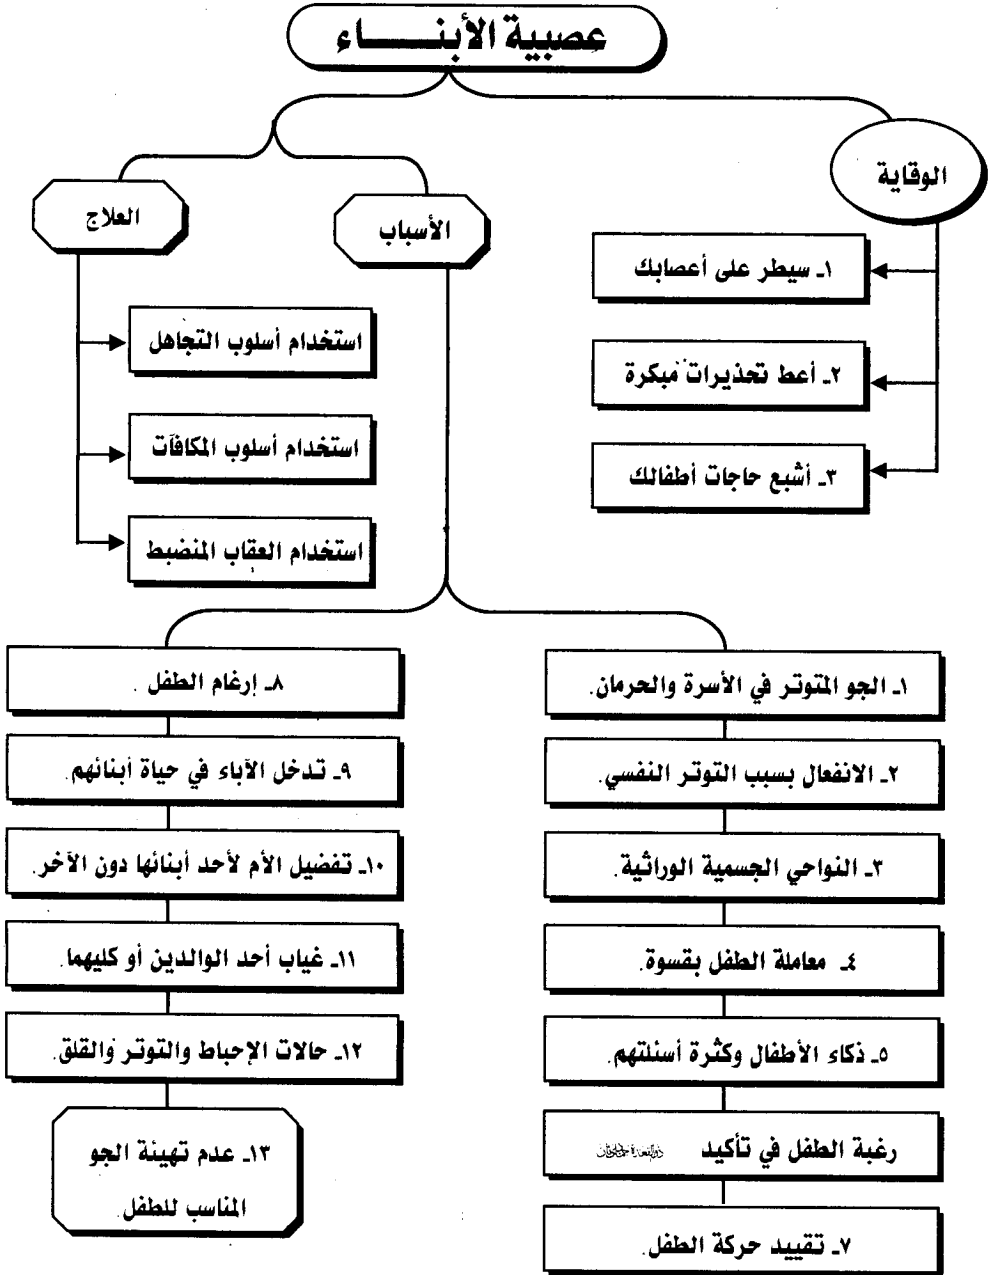 عصبية الأبنـــــــاء
الوقاية
١ـ سيطر على أعصابك
٢ـ أعط تحذيرات مبكرة
٣ـ أشبع حاجات أطفالك
الأسباب
العلاج
استخدام أسلوب التجاهل
استخدام أسلوب المكافآت
استخدام العقاب المنضبط
١ـ الجو المتوتر في الأسرة والحرمان.
٢ـ الانفعال بسبب التوتر النفسي.
٣ـ النواحي الجسمية الوراثية.
٤ـ معاملة الطفل بقسوة.
٥ـ ذكاء الأطفال وكثرة أسئلتهم.
رغبة الطفل في تأكيد
٧ـ تقييد حركة الطفل.
٨ـ إرغام الطفل .
٩ـ تدخل الآباء في حياة أبنائهم.
١٠ـ تفضيل الأم لأحد أبنائها دون الآخر.
١١ـ غياب أحد الوالدين أو كليهما.
١٢ـ حالات الإحباط والتوتر والقلق.
١٣ـ عدم تهيئة الجو
المناسب للطفل.